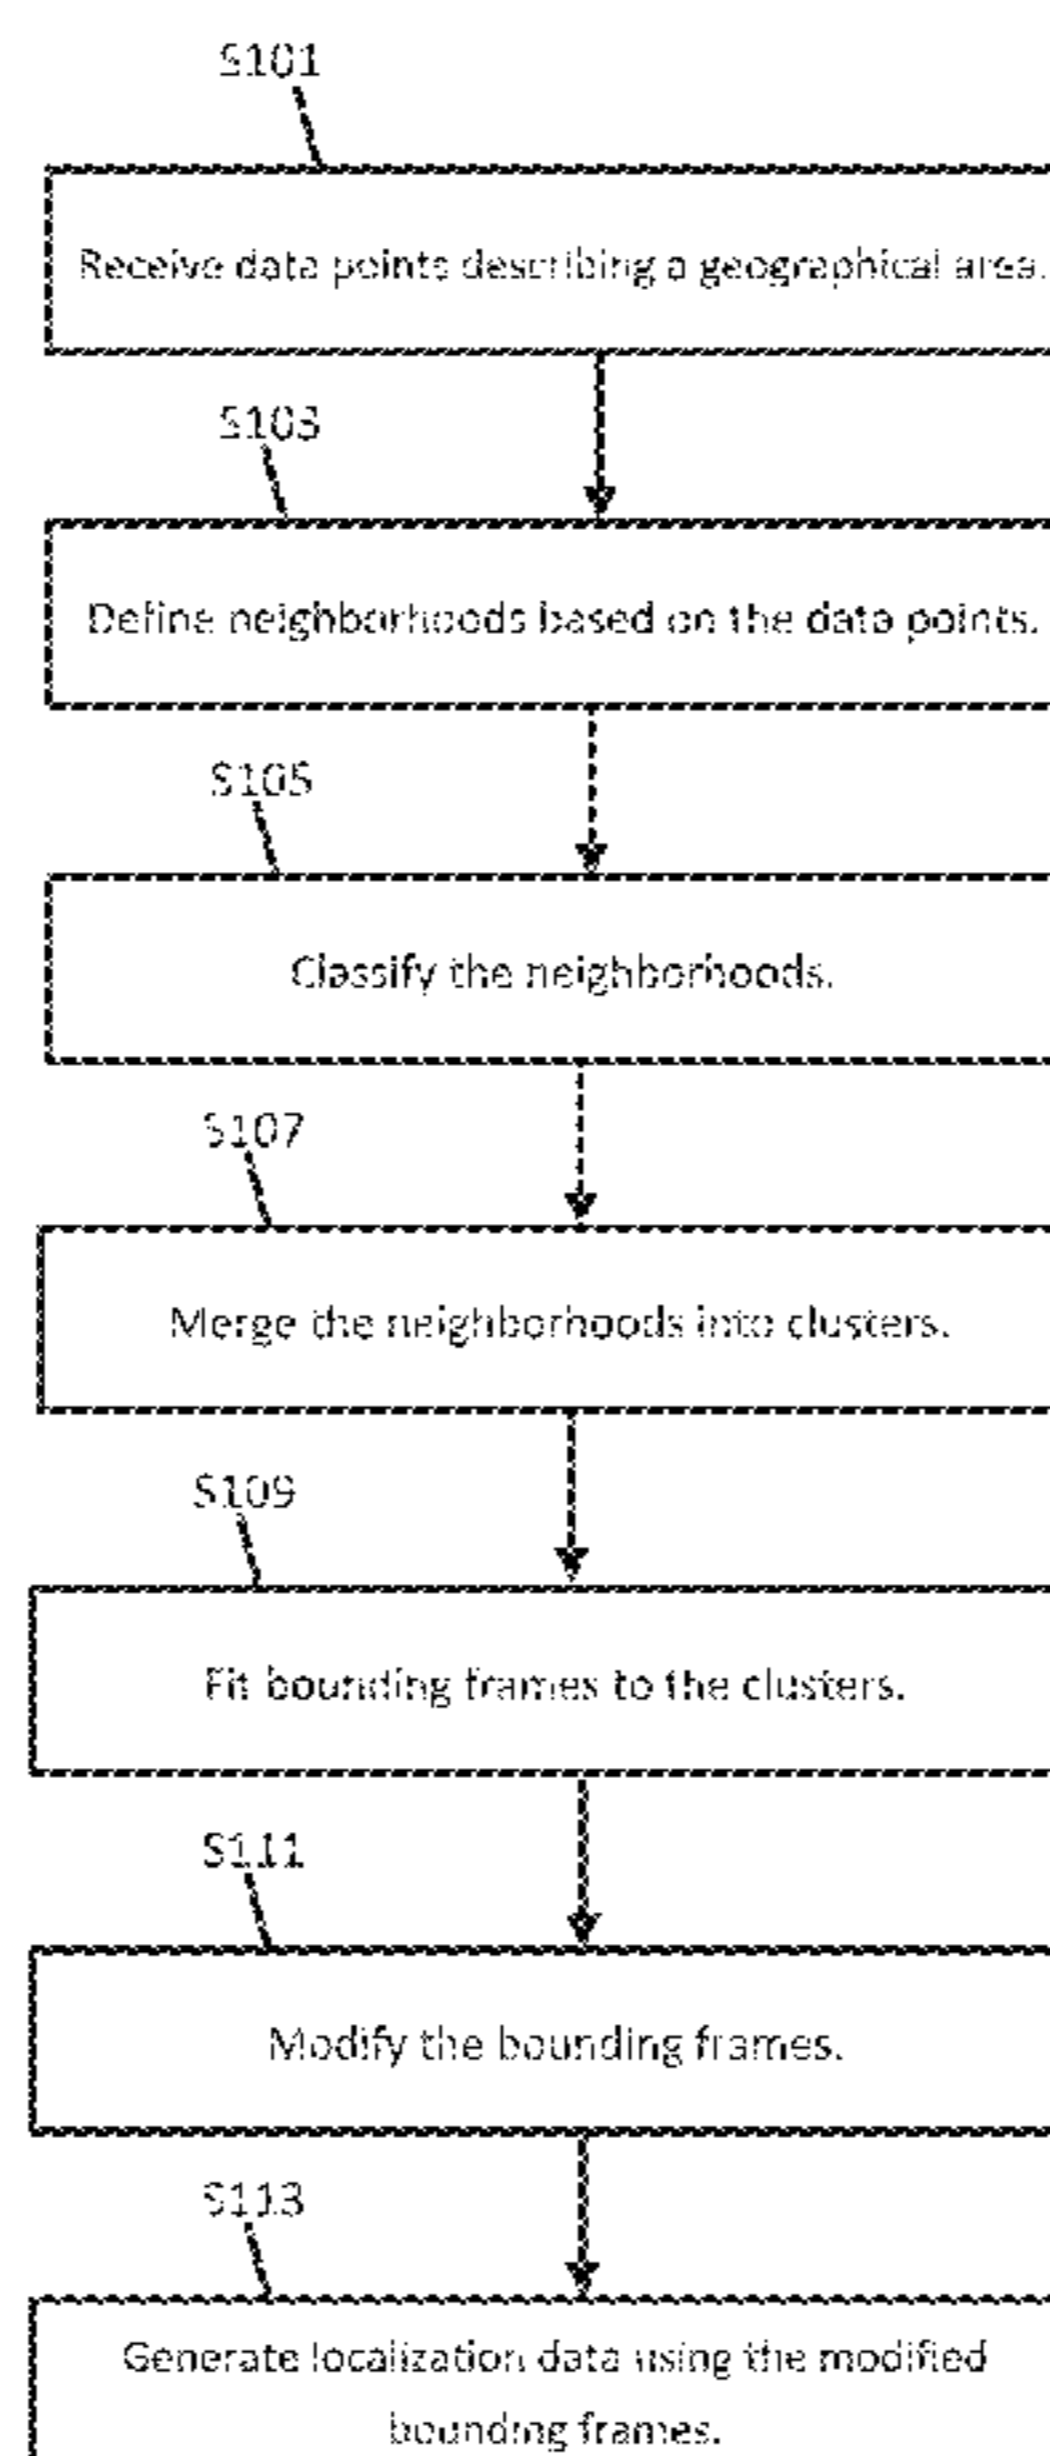 S101
Receive data points describing a geographical area.
S103
Define neighborhoods based on the data points.
S105
Classify the neighborhoods.
S107
Merge the neighborhoods into clusters.
S109
Fit bounding frames to the clusters.
S111
Modify the bounding frames.
S113
Generate localization data using the modified
bounding frames.